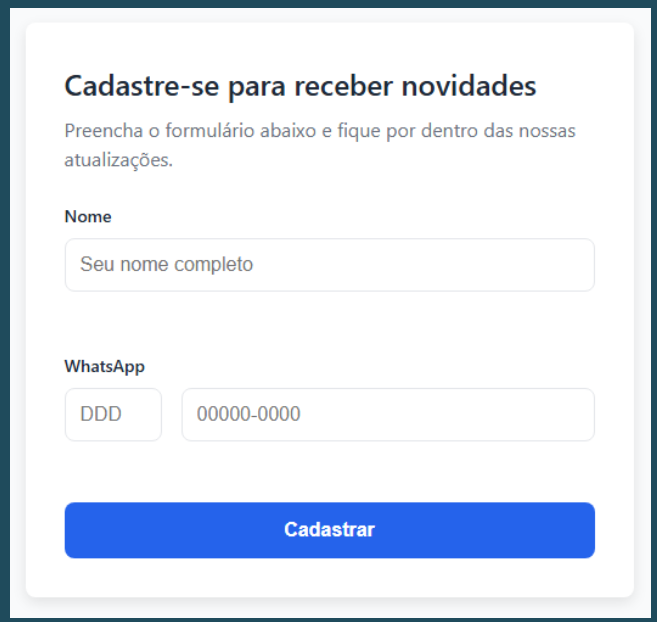 Cadastre-se para receber novidades
Preencha o formulário abaixo e fique por dentro das nossas
atualizações.
Nome
Seu nome completo
WhatsApp
DDD 00000-0000
Cadastrar